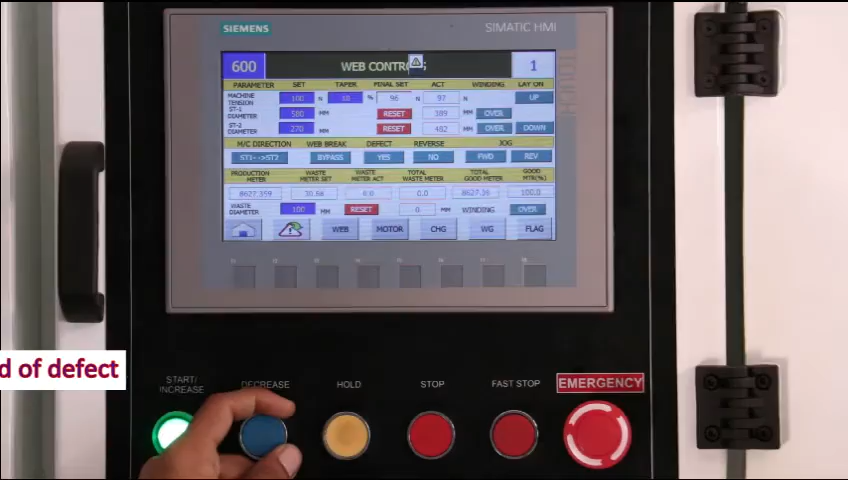 SIEMENS
SIMATIC HMI
600 WEB CONTR 1
PARAMETER SET TAPER FINAL SET ACT WINDING LAY ON
MACHINE TENSION 100 N 10 % 96 97 N UP
ST-1 DIAMETER 580 MM RESET 389 MM OVER
ST-2 DIAMETER 270 MM RESET 482 MM OVER DOWN
M/C DIRECTION WEB BREAK DEFECT REVERSE JOG
ST1-->ST2 BYPASS YES NO FWD REV
PRODUCTION METER WASTE METER SET WASTE METER ACT TOTAL WASTE METER TOTAL GOOD METER GOOD MTR(%)
8627.359 30.66 0.0 8627.36 100.0
WASTE DIAMETER 100 MM RESET 0 MM WINDING OVER
WEB MOTOR CHG WG FLAG
d of defect
START/ INCREASE DECREASE HOLD STOP FAST STOP EMERGENCY